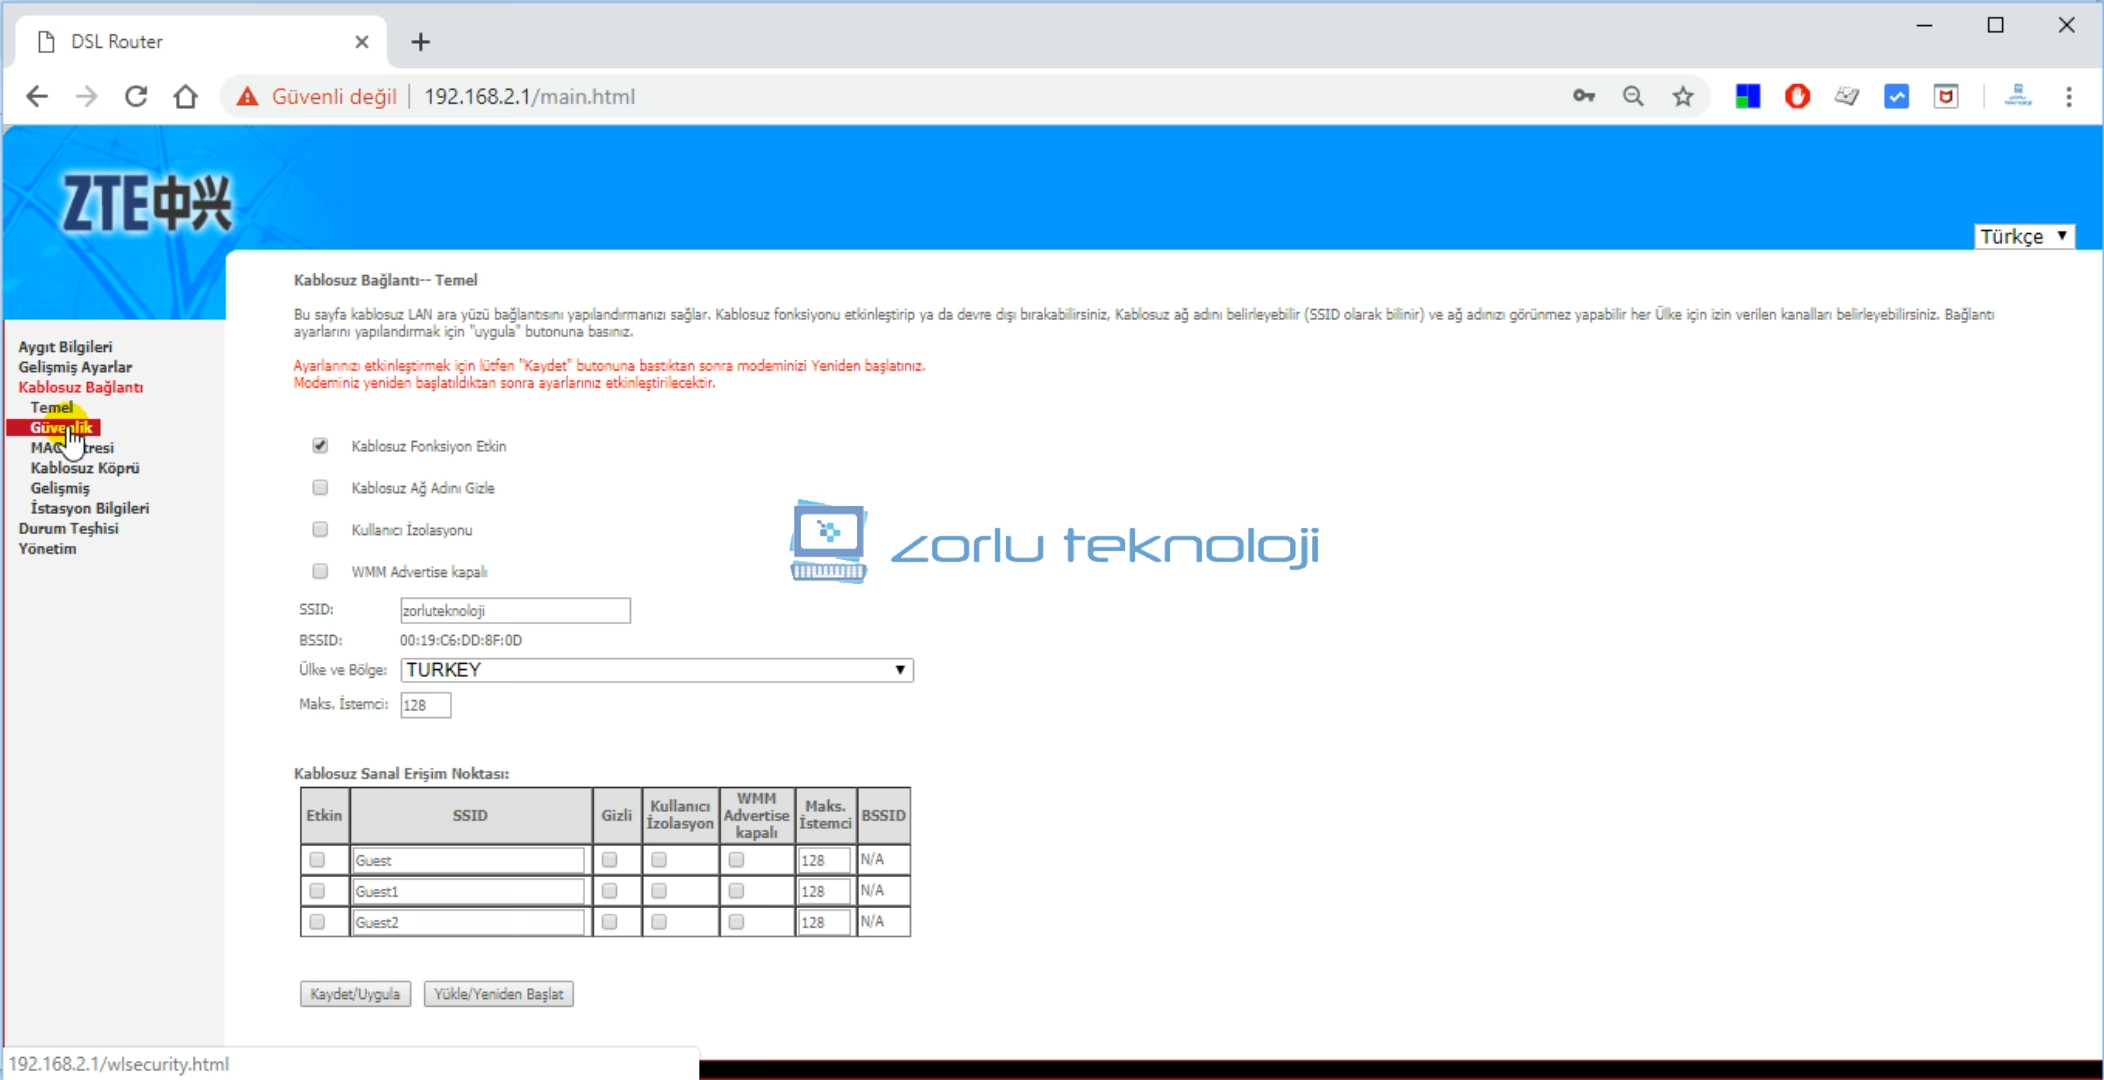 DSL Router
Güvenli değil 192.168.2.1/main.html
ZTE中兴
Türkçe
Kablosuz Bağlantı-- Temel
Bu sayfa kablosuz LAN ara yüzü bağlantısını yapılandırmanızı sağlar. Kablosuz fonksiyonu etkinleştirip ya da devre dışı bırakabilirsiniz, Kablosuz ağ adını belirleyebilir (SSID olarak bilinir) ve ağ adınızı görünmez yapabilir her Ülke için izin verilen kanalları belirleyebilirsiniz. Bağlantı
ayarlarını yapılandırmak için "uygula" butonuna basınız.
Ayarlarınızı etkinleştirmek için lütfen "Kaydet" butonuna bastıktan sonra modeminizi Yeniden başlatınız.
Modeminiz yeniden başlatıldıktan sonra ayarlarınız etkinleştirilecektir.
Aygıt Bilgileri
Gelişmiş Ayarlar
Kablosuz Bağlantı
Temel
Güvenlik
Kablosuz Köprü
Gelişmiş
İstasyon Bilgileri
Durum Teşhisi
Yönetim
Kablosuz Fonksiyon Etkin
Kablosuz Ağ Adını Gizle
Kullanıcı İzolasyonu
WMM Advertise kapalı
zorlu teknoloji
SSID: zorluteknoloji
BSSID: 00:19:C6:DD:8F:0D
Ülke ve Bölge: TURKEY
Maks. İstemci: 128
Kablosuz Sanal Erişim Noktası:
Etkin SSID Gizli Kullanıcı İzolasyon WMM Advertise kapalı Maks. İstemci BSSID
Guest 128 N/A
Guest1 128 N/A
Guest2 128 N/A
Kaydet/Uygula Yükle/Yeniden Başlat
192.168.2.1/wlsecurity.html